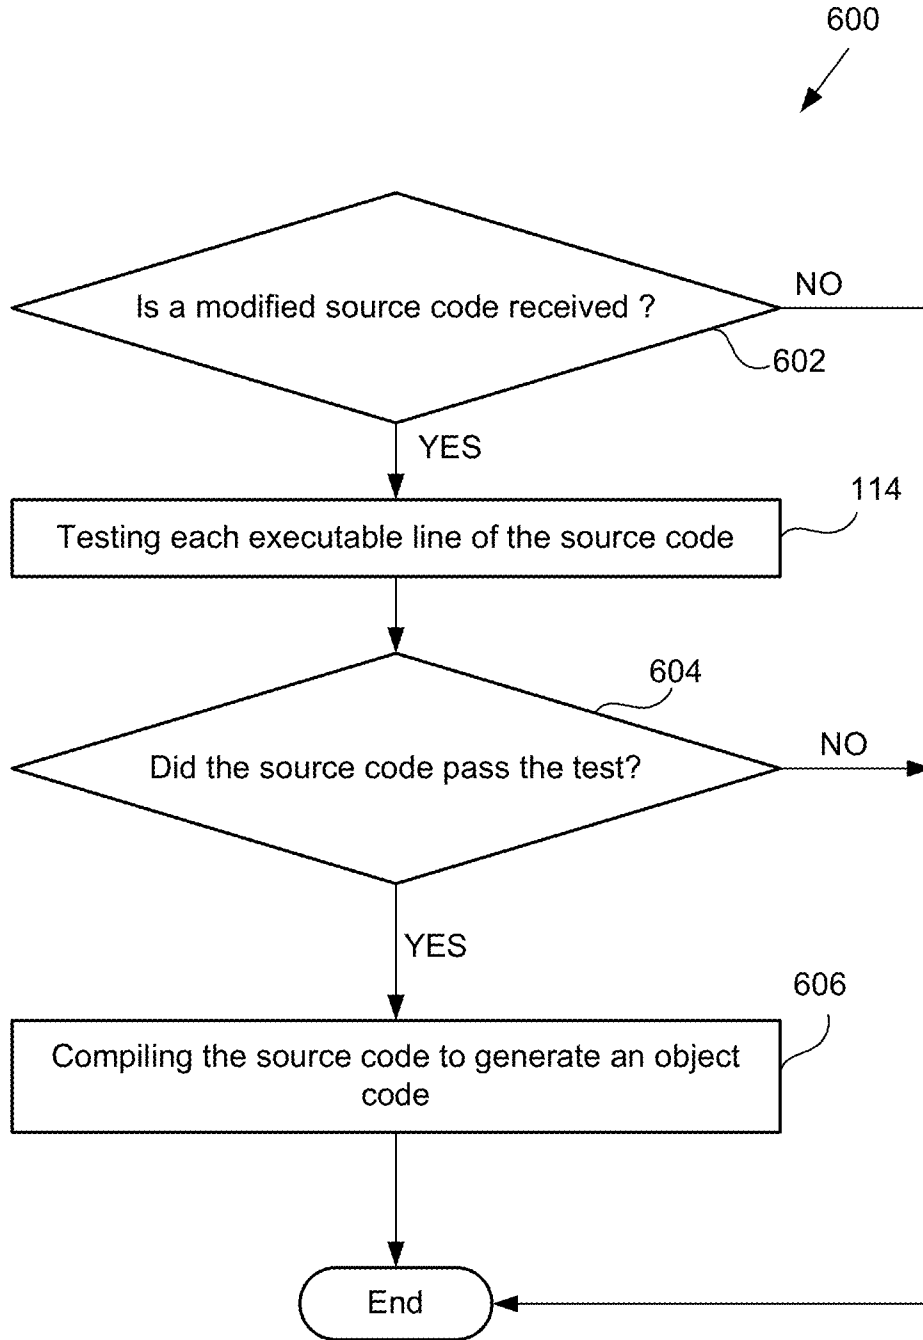 600
Is a modified source code received ?
NO
602
YES
114
Testing each executable line of the source code
604
Did the source code pass the test?
NO
YES
606
Compiling the source code to generate an object
code
End